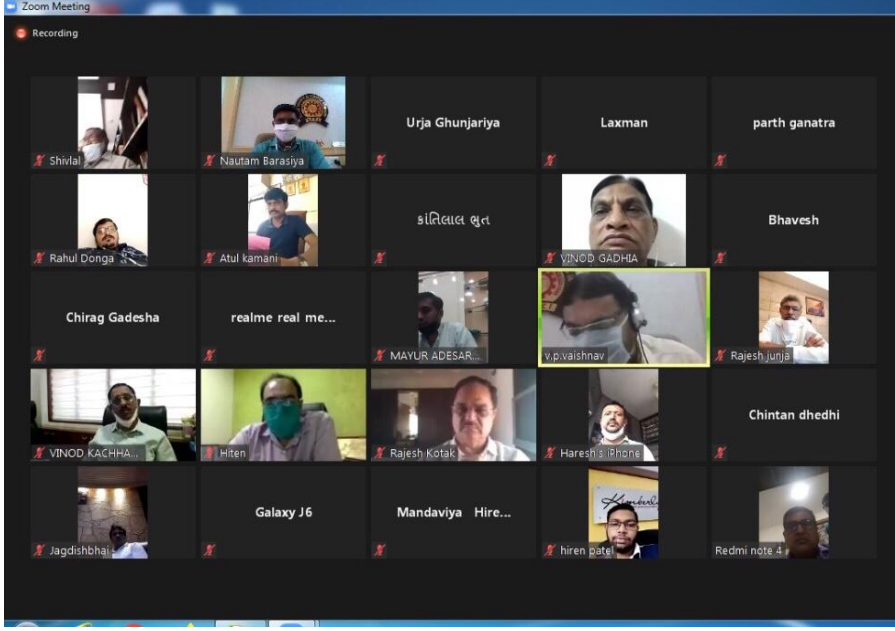 Zoom Meeting
Recording
Shivlal
Nautam Barasiya
Urja Ghunjariya
Laxman
parth ganatra
Rahul Donga
Atul kamani
કાંતિલાલ ભુત
VINOD GADHIA
Bhavesh
Chirag Gadesha
realme real me...
MAYUR ADESAR...
v.p.vaishnav
Rajesh junja
VINOD KACHHA...
Hiten
Rajesh Kotak
Haresh's iPhone
Chintan dhedhi
Jagdishbhai
Galaxy J6
Mandaviya Hire...
hiren patel
Redmi note 4